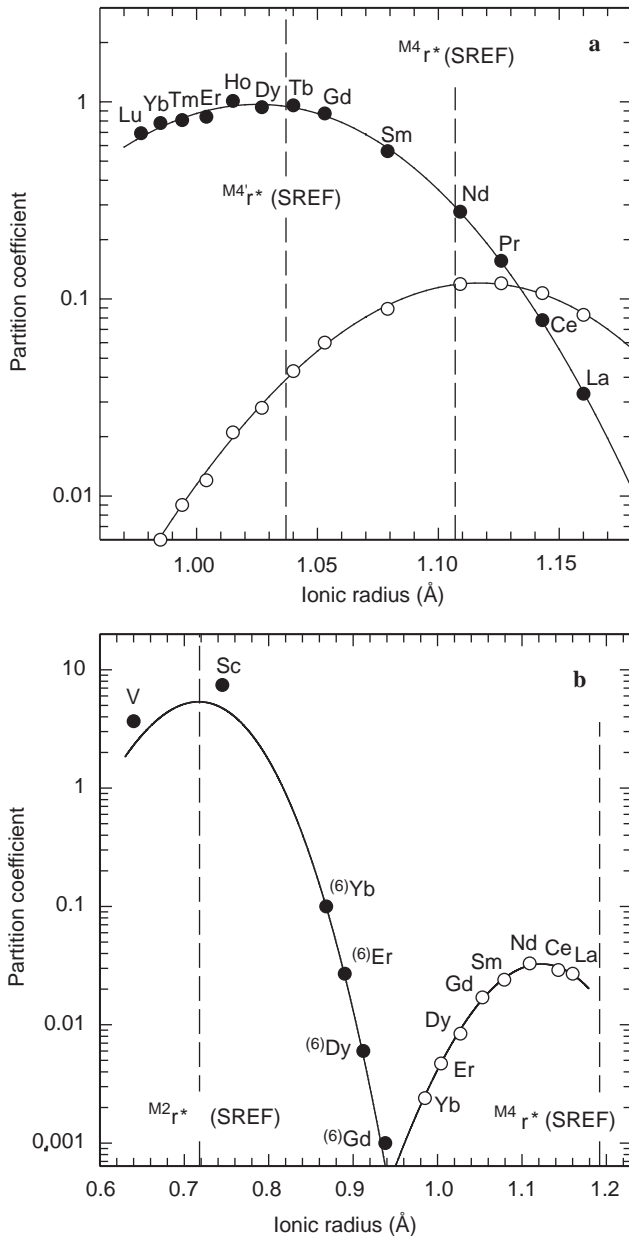 a
M4 r* (SREF)
Lu Yb Tm Er Ho Dy Tb Gd
Sm
M4' r* (SREF)
Nd
Pr
Ce
La
Partition coefficient
1
0.1
0.01
1.00 1.05 1.10 1.15
Ionic radius (Å)
b
V
Sc
(6)Yb
(6)Er
(6)Dy
(6)Gd
Nd Ce La
Sm
Gd
Dy
Er
Yb
M2 r* (SREF)
M4 r* (SREF)
Partition coefficient
10
1
0.1
0.01
0.001
0.6 0.7 0.8 0.9 1.0 1.1 1.2
Ionic radius (Å)